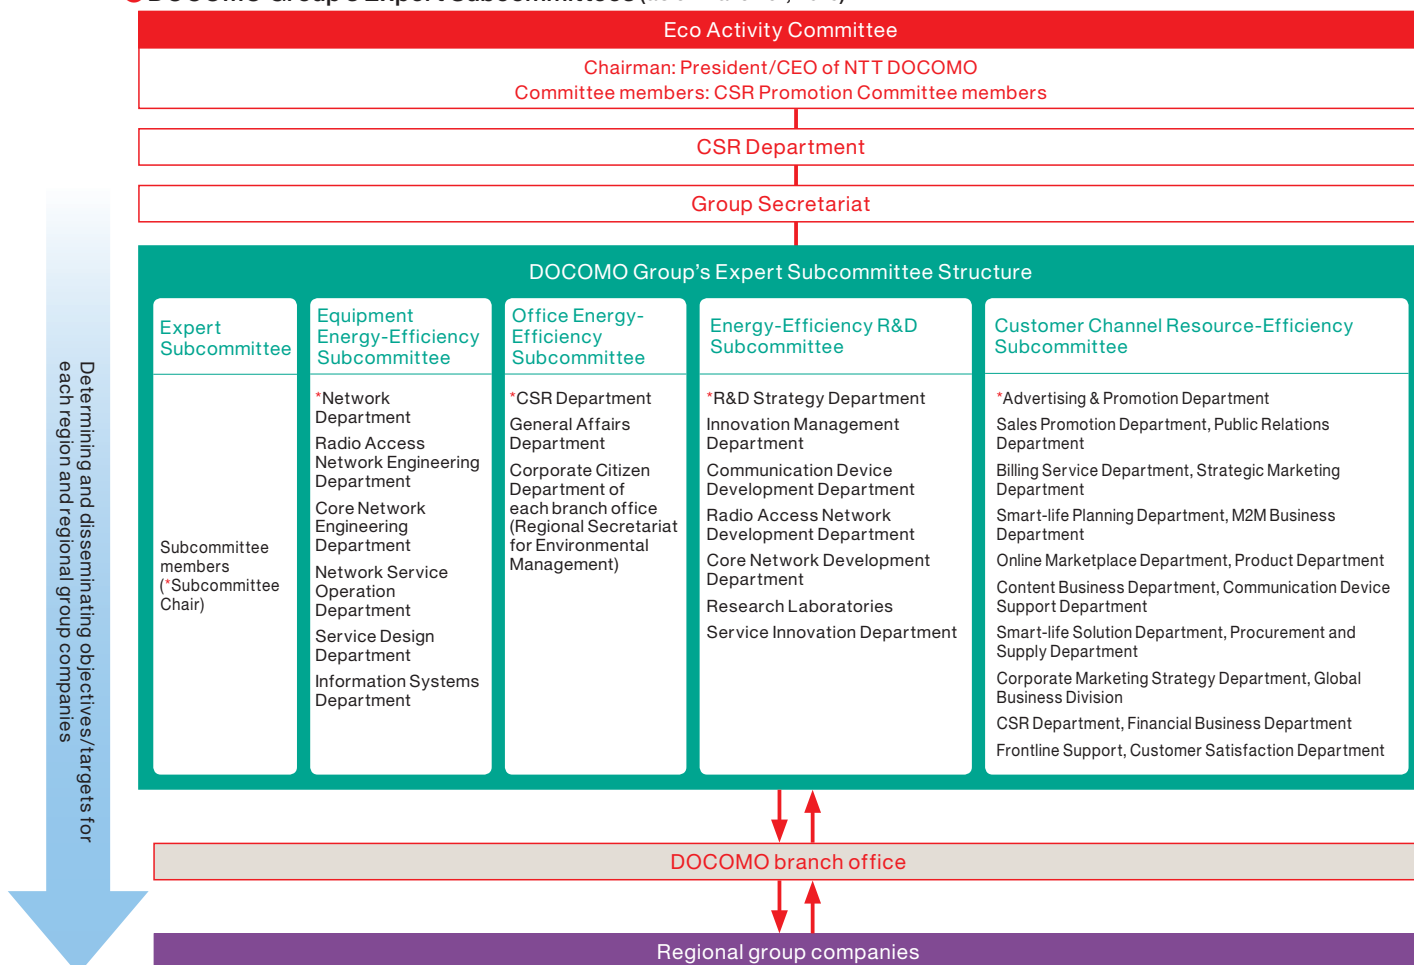 DOCOMO Group's Expert Subcommittees
Eco Activity Committee
Chairman: President/CEO of NTT DOCOMO
Committee members: CSR Promotion Committee members
CSR Department
Group Secretariat
DOCOMO Group's Expert Subcommittee Structure
Expert
Subcommittee
Subcommittee
members
(*Subcommittee
Chair)
Equipment
Energy-Efficiency
Subcommittee
*Network
Department
Radio Access
Network Engineering
Department
Core Network
Engineering
Department
Network Service
Operation
Department
Service Design
Department
Information Systems
Department
Office Energy-
Efficiency
Subcommittee
*CSR Department
General Affairs
Department
Corporate Citizen
Department of
each branch office
(Regional Secretariat
for Environmental
Management)
Energy-Efficiency R&D
Subcommittee
*R&D Strategy Department
Innovation Management
Department
Communication Device
Development Department
Radio Access Network
Development Department
Core Network Development
Department
Research Laboratories
Service Innovation Department
Customer Channel Resource-Efficiency
Subcommittee
*Advertising & Promotion Department
Sales Promotion Department, Public Relations
Department
Billing Service Department, Strategic Marketing
Department
Smart-life Planning Department, M2M Business
Department
Online Marketplace Department, Product Department
Content Business Department, Communication Device
Support Department
Smart-life Solution Department, Procurement and
Supply Department
Corporate Marketing Strategy Department, Global
Business Division
CSR Department, Financial Business Department
Frontline Support, Customer Satisfaction Department
Determining and disseminating objectives/targets for
each region and regional group companies
DOCOMO branch office
Regional group companies